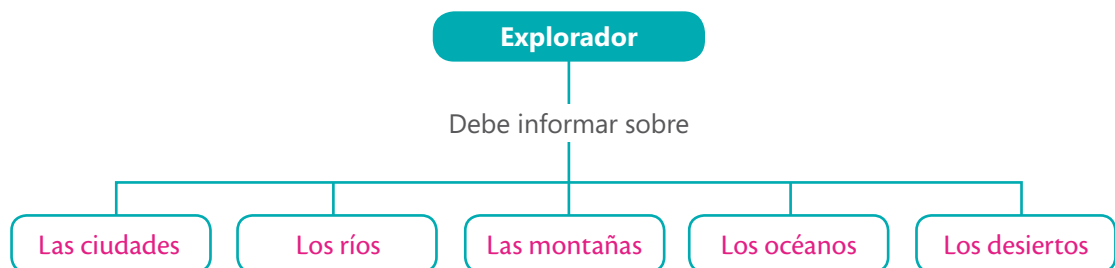 Explorador
Debe informar sobre
Las ciudades
Los ríos
Las montañas
Los océanos
Los desiertos